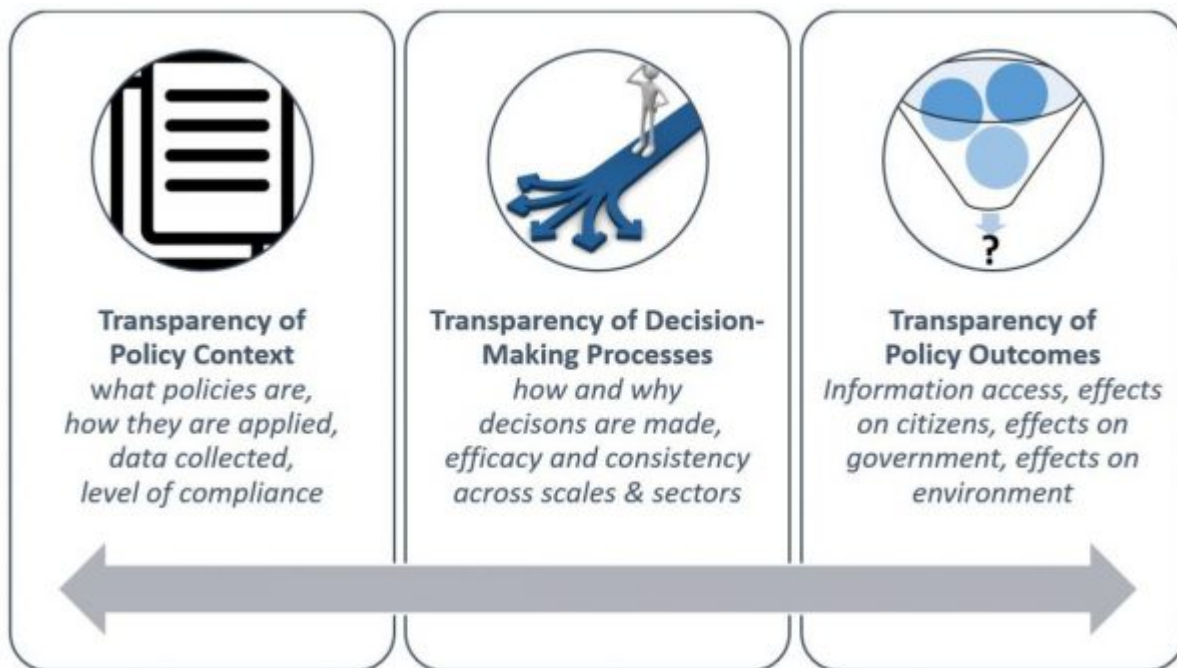 ?
Transparency of
Policy Context
what policies are,
how they are applied,
data collected,
level of compliance
Transparency of Decision-
Making Processes
how and why
decisons are made,
efficacy and consistency
across scales & sectors
Transparency of
Policy Outcomes
Information access, effects
on citizens, effects on
government, effects on
environment